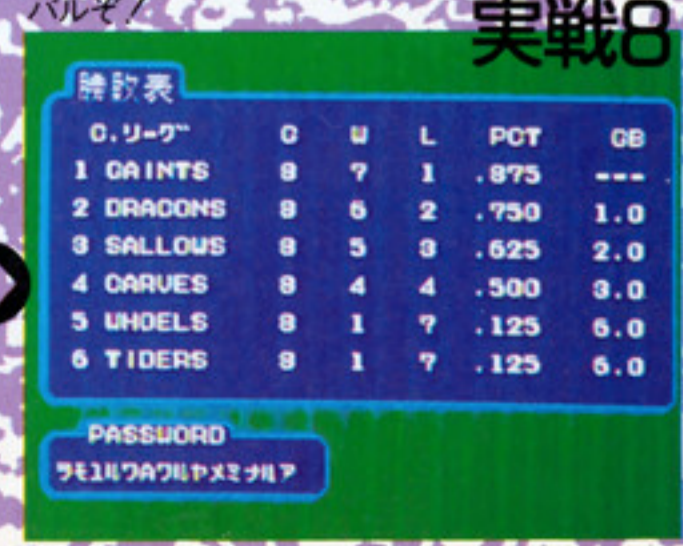 バルぞ!
実戦8
勝敗表
C.リーグ G W L PCT GB
1 GAINTS 8 7 1 .875 ---
2 DRAGONS 8 6 2 .750 1.0
3 SALLOWS 8 5 3 .625 2.0
4 CARVES 8 4 4 .500 3.0
5 WHOELS 8 1 7 .125 6.0
6 TIDERS 8 1 7 .125 6.0
PASSWORD